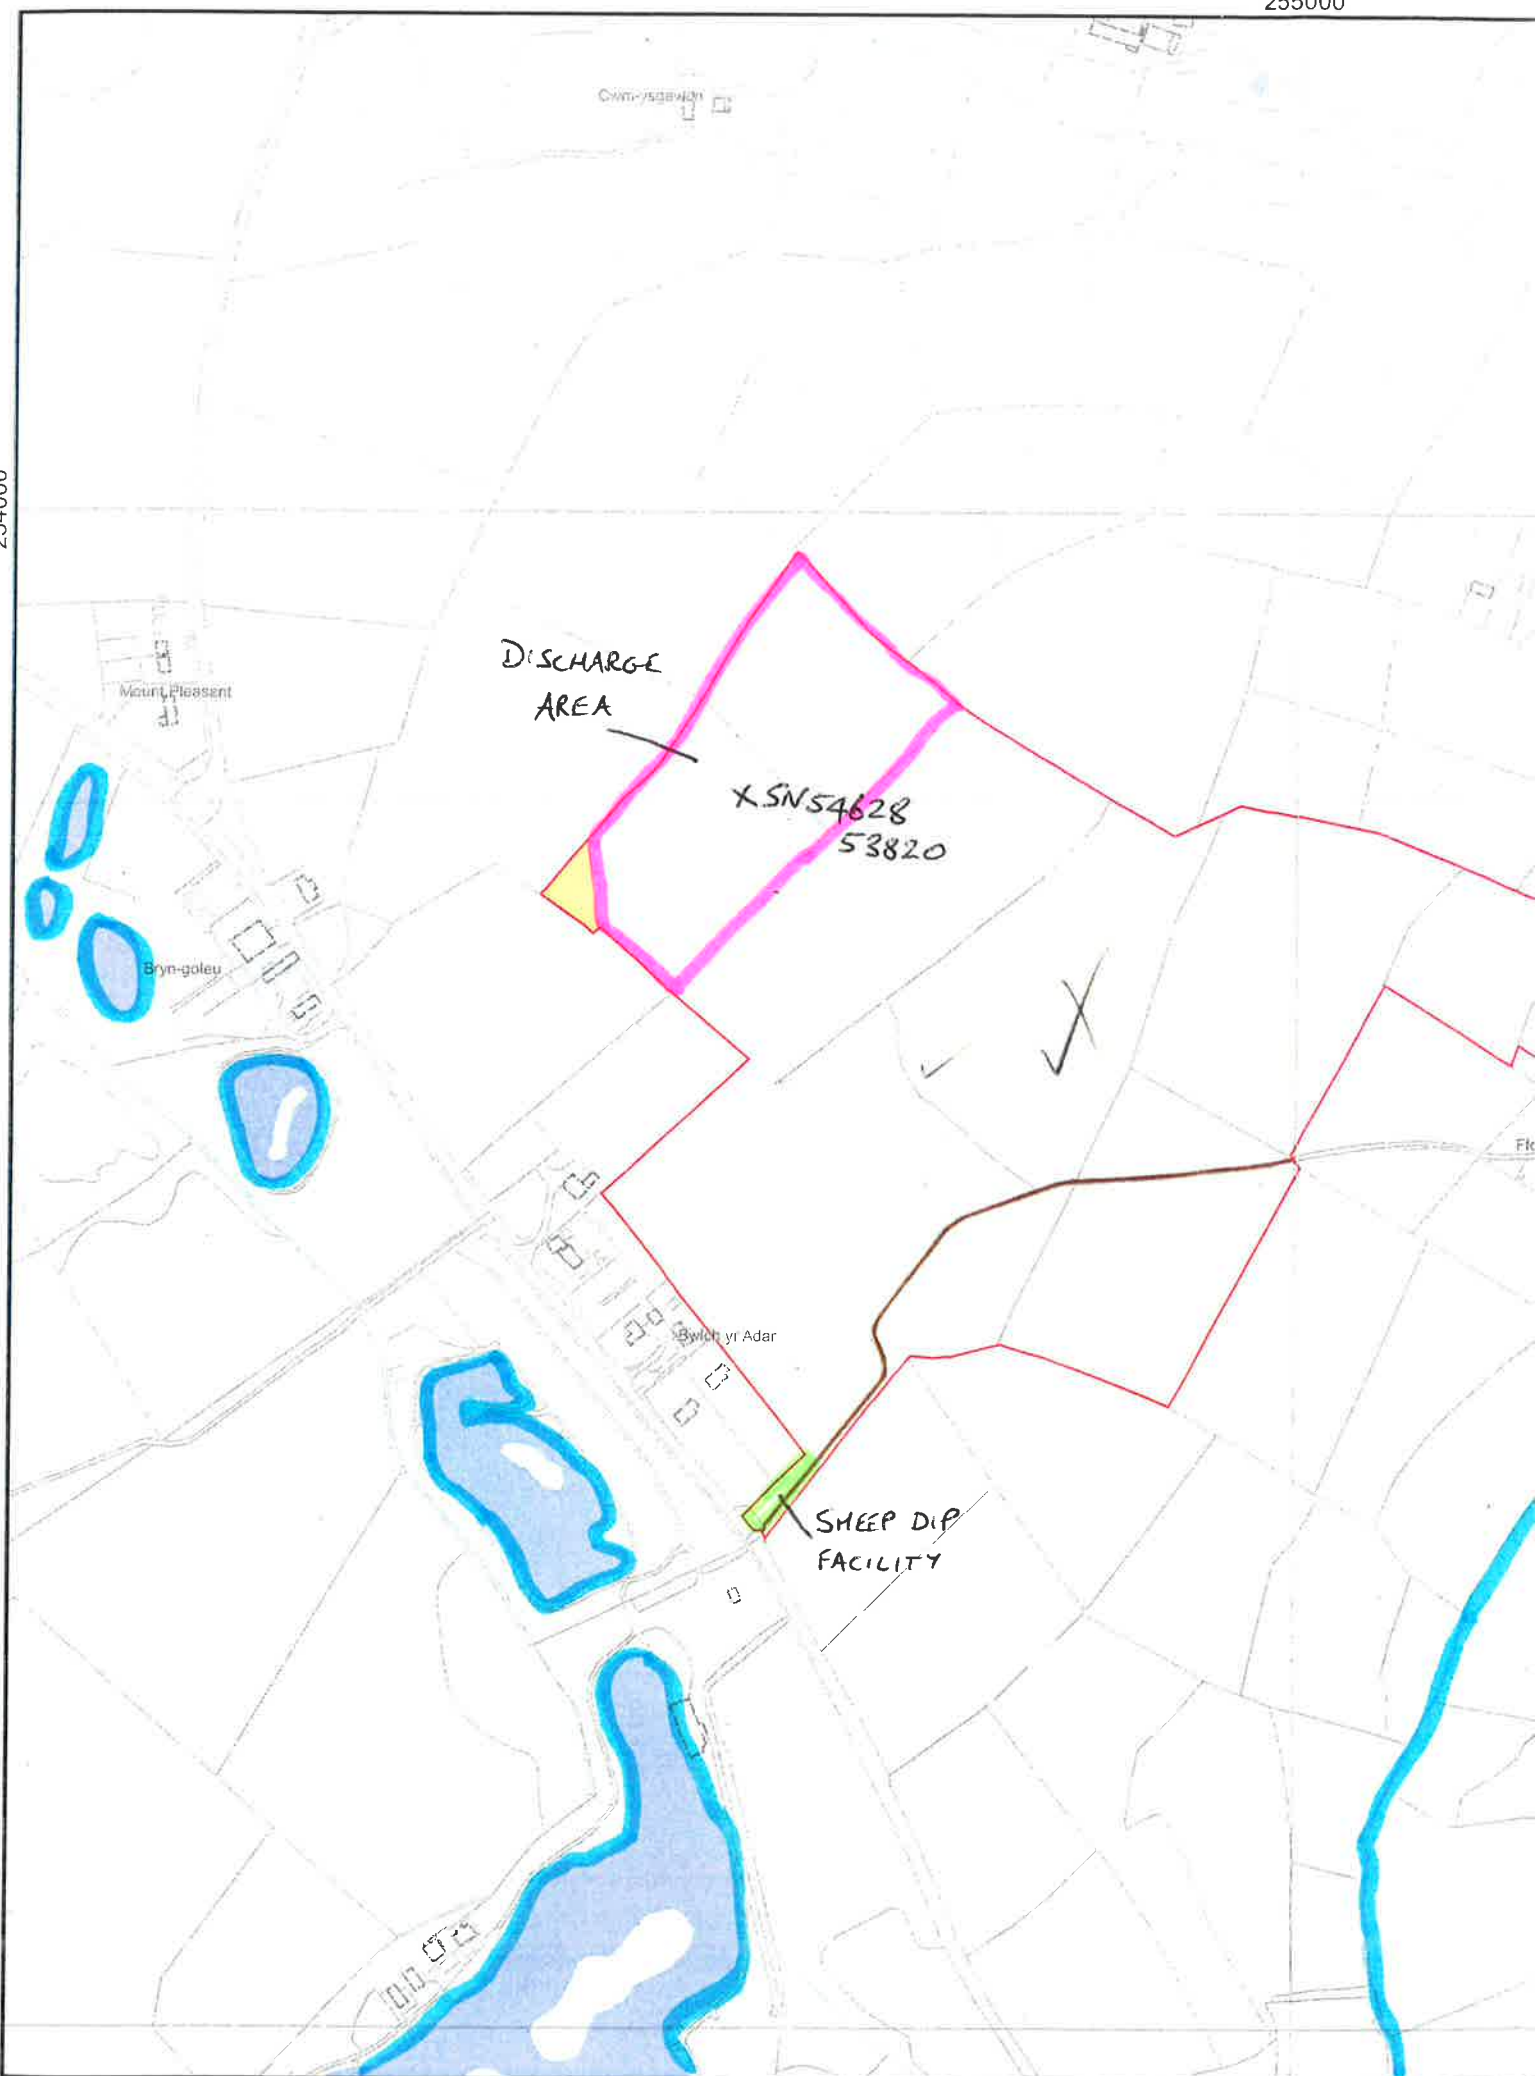 255000
Cwm-ysgawen
254000
DISCHARGE
AREA
Mount Pleasant
X SN54628
53820
Bryn-goleu
Bwlch yr Adar
SHEEP DIP
FACILITY